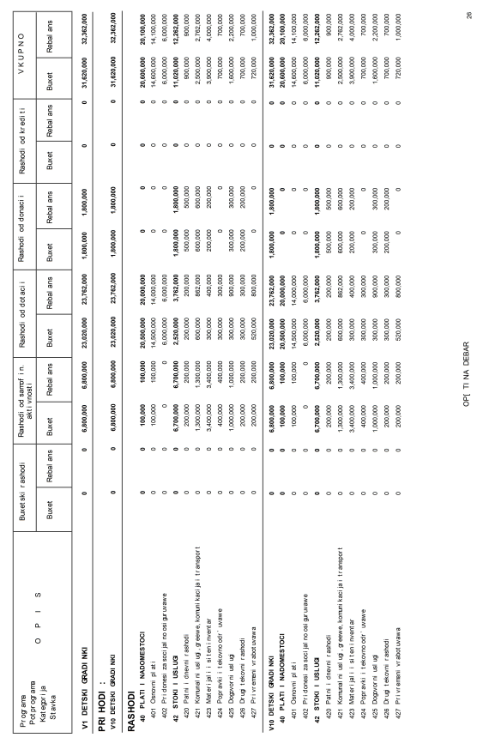 Programa
Potprograma
Kategorija
Stavka
O P I S
Buxetski rashodi
Rashodi od samof in. aktivnosti
Rashodi od dotacii
Rashodi od donacii
Rashodi od krediti
V K U P N O
Buxet Rebalans Buxet Rebalans Buxet Rebalans Buxet Rebalans Buxet Rebalans Buxet Rebalans
V1 DETSKI GRADINKI 0 0 6,800,000 6,800,000 23,020,000 23,762,000 1,800,000 1,800,000 0 0 31,620,000 32,362,000
PRIHODI :
V10 DETSKI GRADINKI 0 0 6,800,000 6,800,000 23,020,000 23,762,000 1,800,000 1,800,000 0 0 31,620,000 32,362,000
RASHODI
40 PLATI I NADOMESTOCI 0 0 100,000 100,000 20,500,000 20,000,000 0 0 0 0 20,600,000 20,100,000
401 Osnovni plati 0 0 100,000 100,000 14,500,000 14,000,000 0 0 0 0 14,600,000 14,100,000
402 Pridonesi za socijalno osiguruvawe 0 0 0 0 6,000,000 6,000,000 0 0 0 0 6,000,000 6,000,000
42 STOKI I USLUGI 0 0 6,700,000 6,700,000 2,520,000 3,762,000 1,800,000 1,800,000 0 0 11,020,000 12,262,000
420 Patni i dnevni rashodi 0 0 200,000 200,000 200,000 200,000 500,000 500,000 0 0 900,000 900,000
421 Komunalni uslugi, greewe, komunikacija i transport 0 0 1,300,000 1,300,000 600,000 862,000 600,000 600,000 0 0 2,500,000 2,762,000
423 Materijali i siten inventar 0 0 3,400,000 3,400,000 300,000 400,000 200,000 200,000 0 0 3,900,000 4,000,000
424 Popravki i tekovno odr`uvawe 0 0 400,000 400,000 300,000 300,000 0 0 0 0 700,000 700,000
425 Dogovorni uslugi 0 0 1,000,000 1,000,000 300,000 900,000 300,000 300,000 0 0 1,600,000 2,200,000
426 Drugi tekovni rashodi 0 0 200,000 200,000 300,000 300,000 200,000 200,000 0 0 700,000 700,000
427 Privremeni vrabotuvawa 0 0 200,000 200,000 520,000 800,000 0 0 0 0 720,000 1,000,000
V10 DETSKI GRADINKI 0 0 6,800,000 6,800,000 23,020,000 23,762,000 1,800,000 1,800,000 0 0 31,620,000 32,362,000
40 PLATI I NADOMESTOCI 0 0 100,000 100,000 20,500,000 20,000,000 0 0 0 0 20,600,000 20,100,000
401 Osnovni plati 0 0 100,000 100,000 14,500,000 14,000,000 0 0 0 0 14,600,000 14,100,000
402 Pridonesi za socijalno osiguruvawe 0 0 0 0 6,000,000 6,000,000 0 0 0 0 6,000,000 6,000,000
42 STOKI I USLUGI 0 0 6,700,000 6,700,000 2,520,000 3,762,000 1,800,000 1,800,000 0 0 11,020,000 12,262,000
420 Patni i dnevni rashodi 0 0 200,000 200,000 200,000 200,000 500,000 500,000 0 0 900,000 900,000
421 Komunalni uslugi, greewe, komunikacija i transport 0 0 1,300,000 1,300,000 600,000 862,000 600,000 600,000 0 0 2,500,000 2,762,000
423 Materijali i siten inventar 0 0 3,400,000 3,400,000 300,000 400,000 200,000 200,000 0 0 3,900,000 4,000,000
424 Popravki i tekovno odr`uvawe 0 0 400,000 400,000 300,000 300,000 0 0 0 0 700,000 700,000
425 Dogovorni uslugi 0 0 1,000,000 1,000,000 300,000 900,000 300,000 300,000 0 0 1,600,000 2,200,000
426 Drugi tekovni rashodi 0 0 200,000 200,000 300,000 300,000 200,000 200,000 0 0 700,000 700,000
427 Privremeni vrabotuvawa 0 0 200,000 200,000 520,000 800,000 0 0 0 0 720,000 1,000,000
OP[TINA DEBAR
26